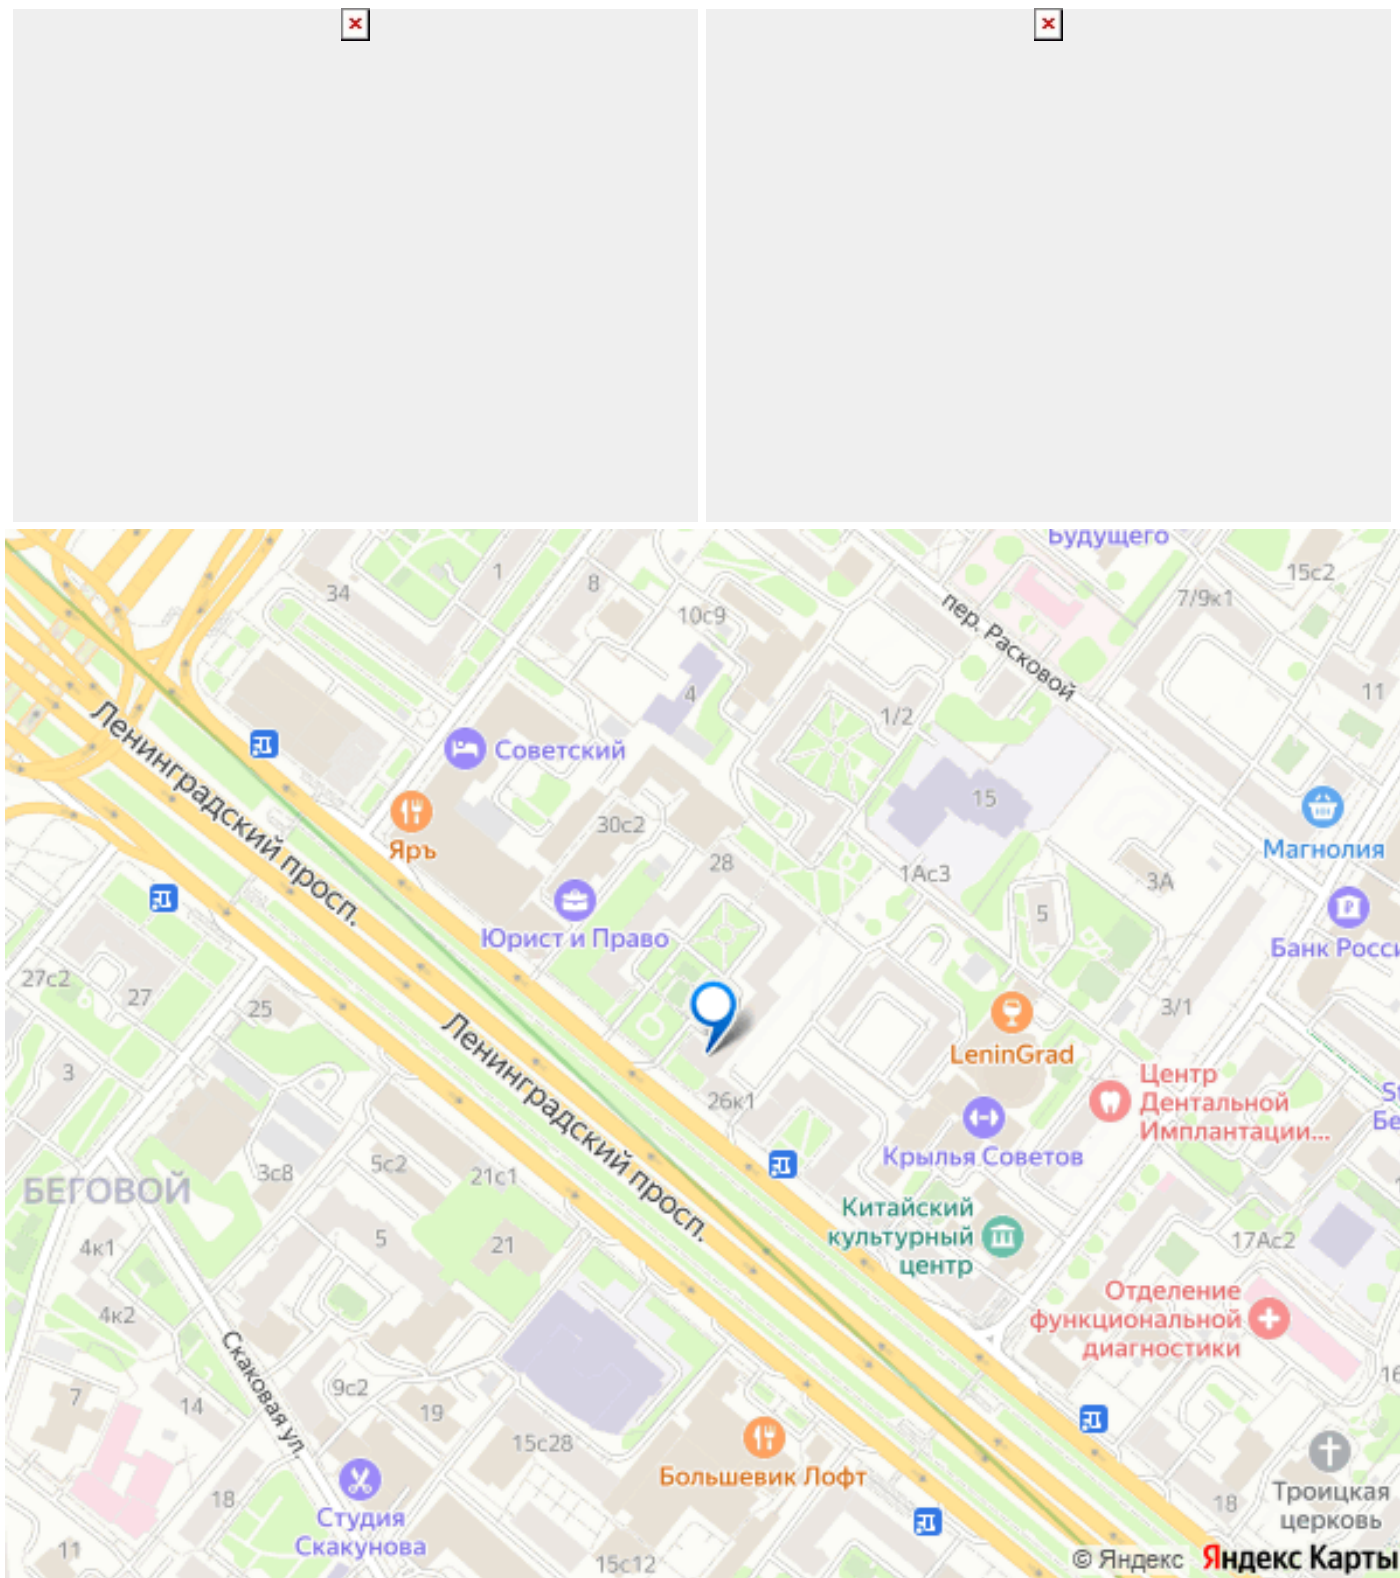 Будущего
1
8
34
15с2
7/9к1
10с9
пер. Расковой
11
4
1/2
Ленинградский просп.
Советский
15
30с2
Магнолия
Яръ
28
1Ас3
3А
5
Юрист и Право
Банк Росси
27с2
27
25
3/1
Ленинградский просп.
LeninGrad
3
Центр
Дентальной
Имплантации...
26к1
St
Бе
Крылья Советов
3с8
5с2
21с1
БЕГОВОЙ
Китайский
культурный
центр
4к1
5
21
17Ас2
Отделение
функциональной
диагностики
4к2
Скаковая ул.
9с2
16
7
14
19
15с28
Большевик Лофт
18
Студия
Скакунова
18
Троицкая
церковь
11
15с12
© Яндекс
Яндекс Карты